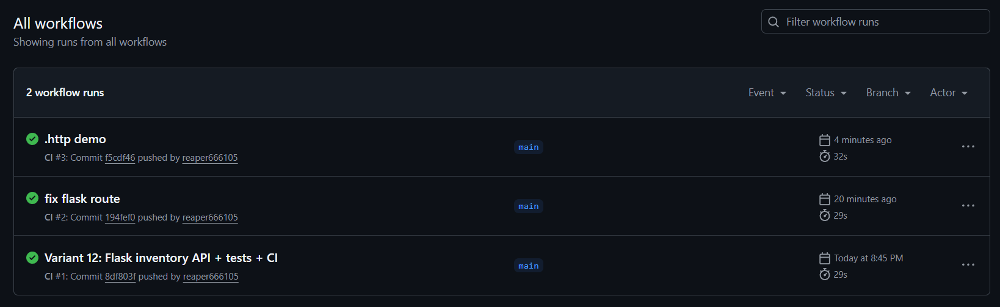 All workflows
Filter workflow runs
Showing runs from all workflows
2 workflow runs
Event
Status
Branch
Actor
.http demo
CI #3: Commit f5cdf46 pushed by reaper666105
main
4 minutes ago
32s
fix flask route
CI #2: Commit 194fef0 pushed by reaper666105
main
20 minutes ago
29s
Variant 12: Flask inventory API + tests + CI
CI #1: Commit 8df803f pushed by reaper666105
main
Today at 8:45 PM
29s